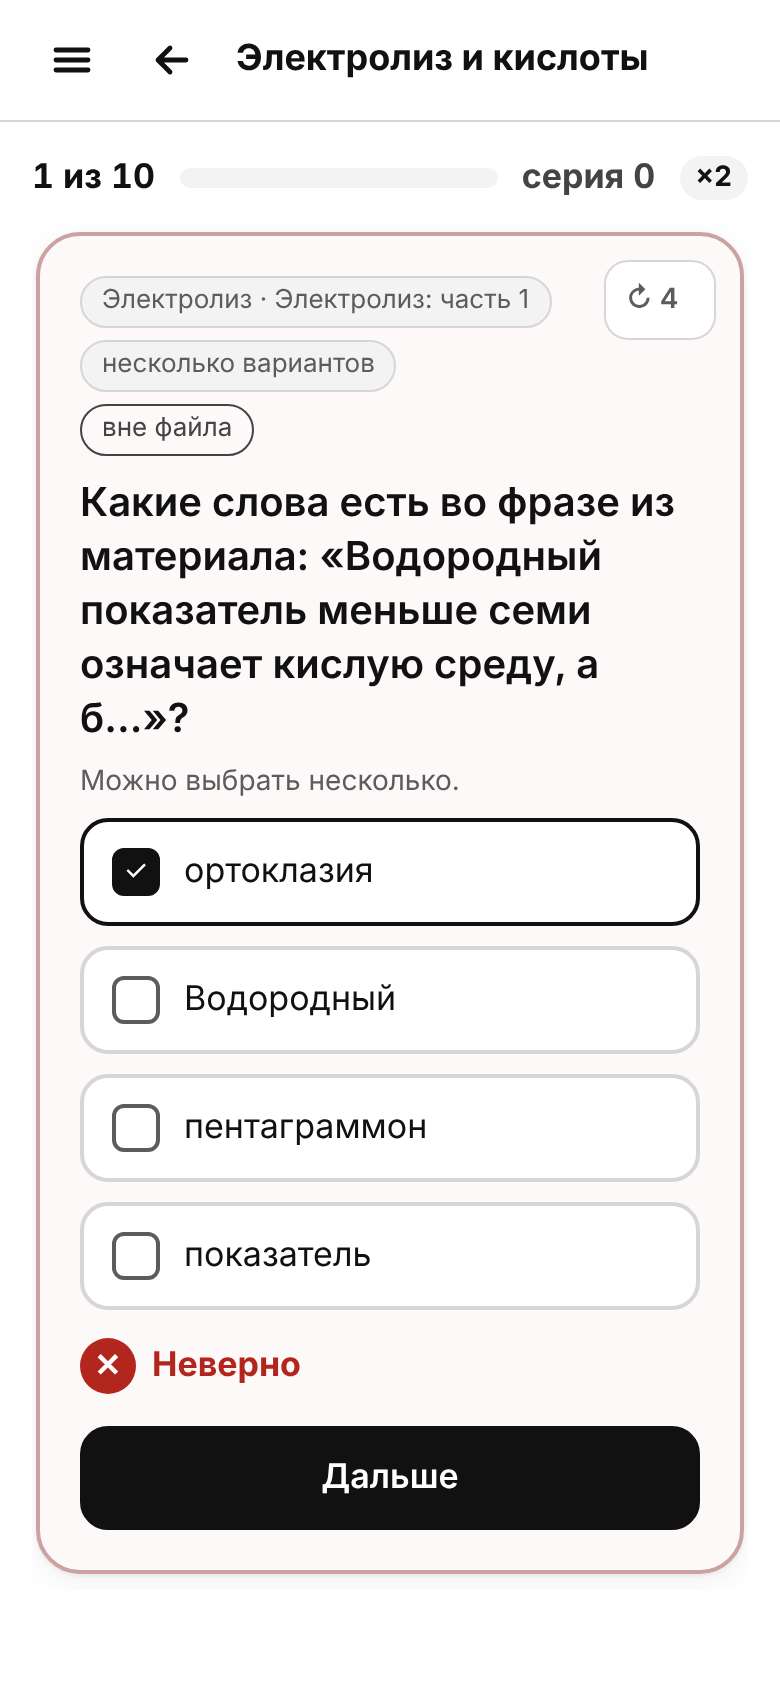 Электролиз и кислоты
1 из 10 серия 0 ×2
Электролиз · Электролиз: часть 1
↻ 4
несколько вариантов
вне файла
Какие слова есть во фразе из
материала: «Водородный
показатель меньше семи
означает кислую среду, а
б…»?
Можно выбрать несколько.
ортоклазия
Водородный
пентаграммон
показатель
Неверно
Дальше